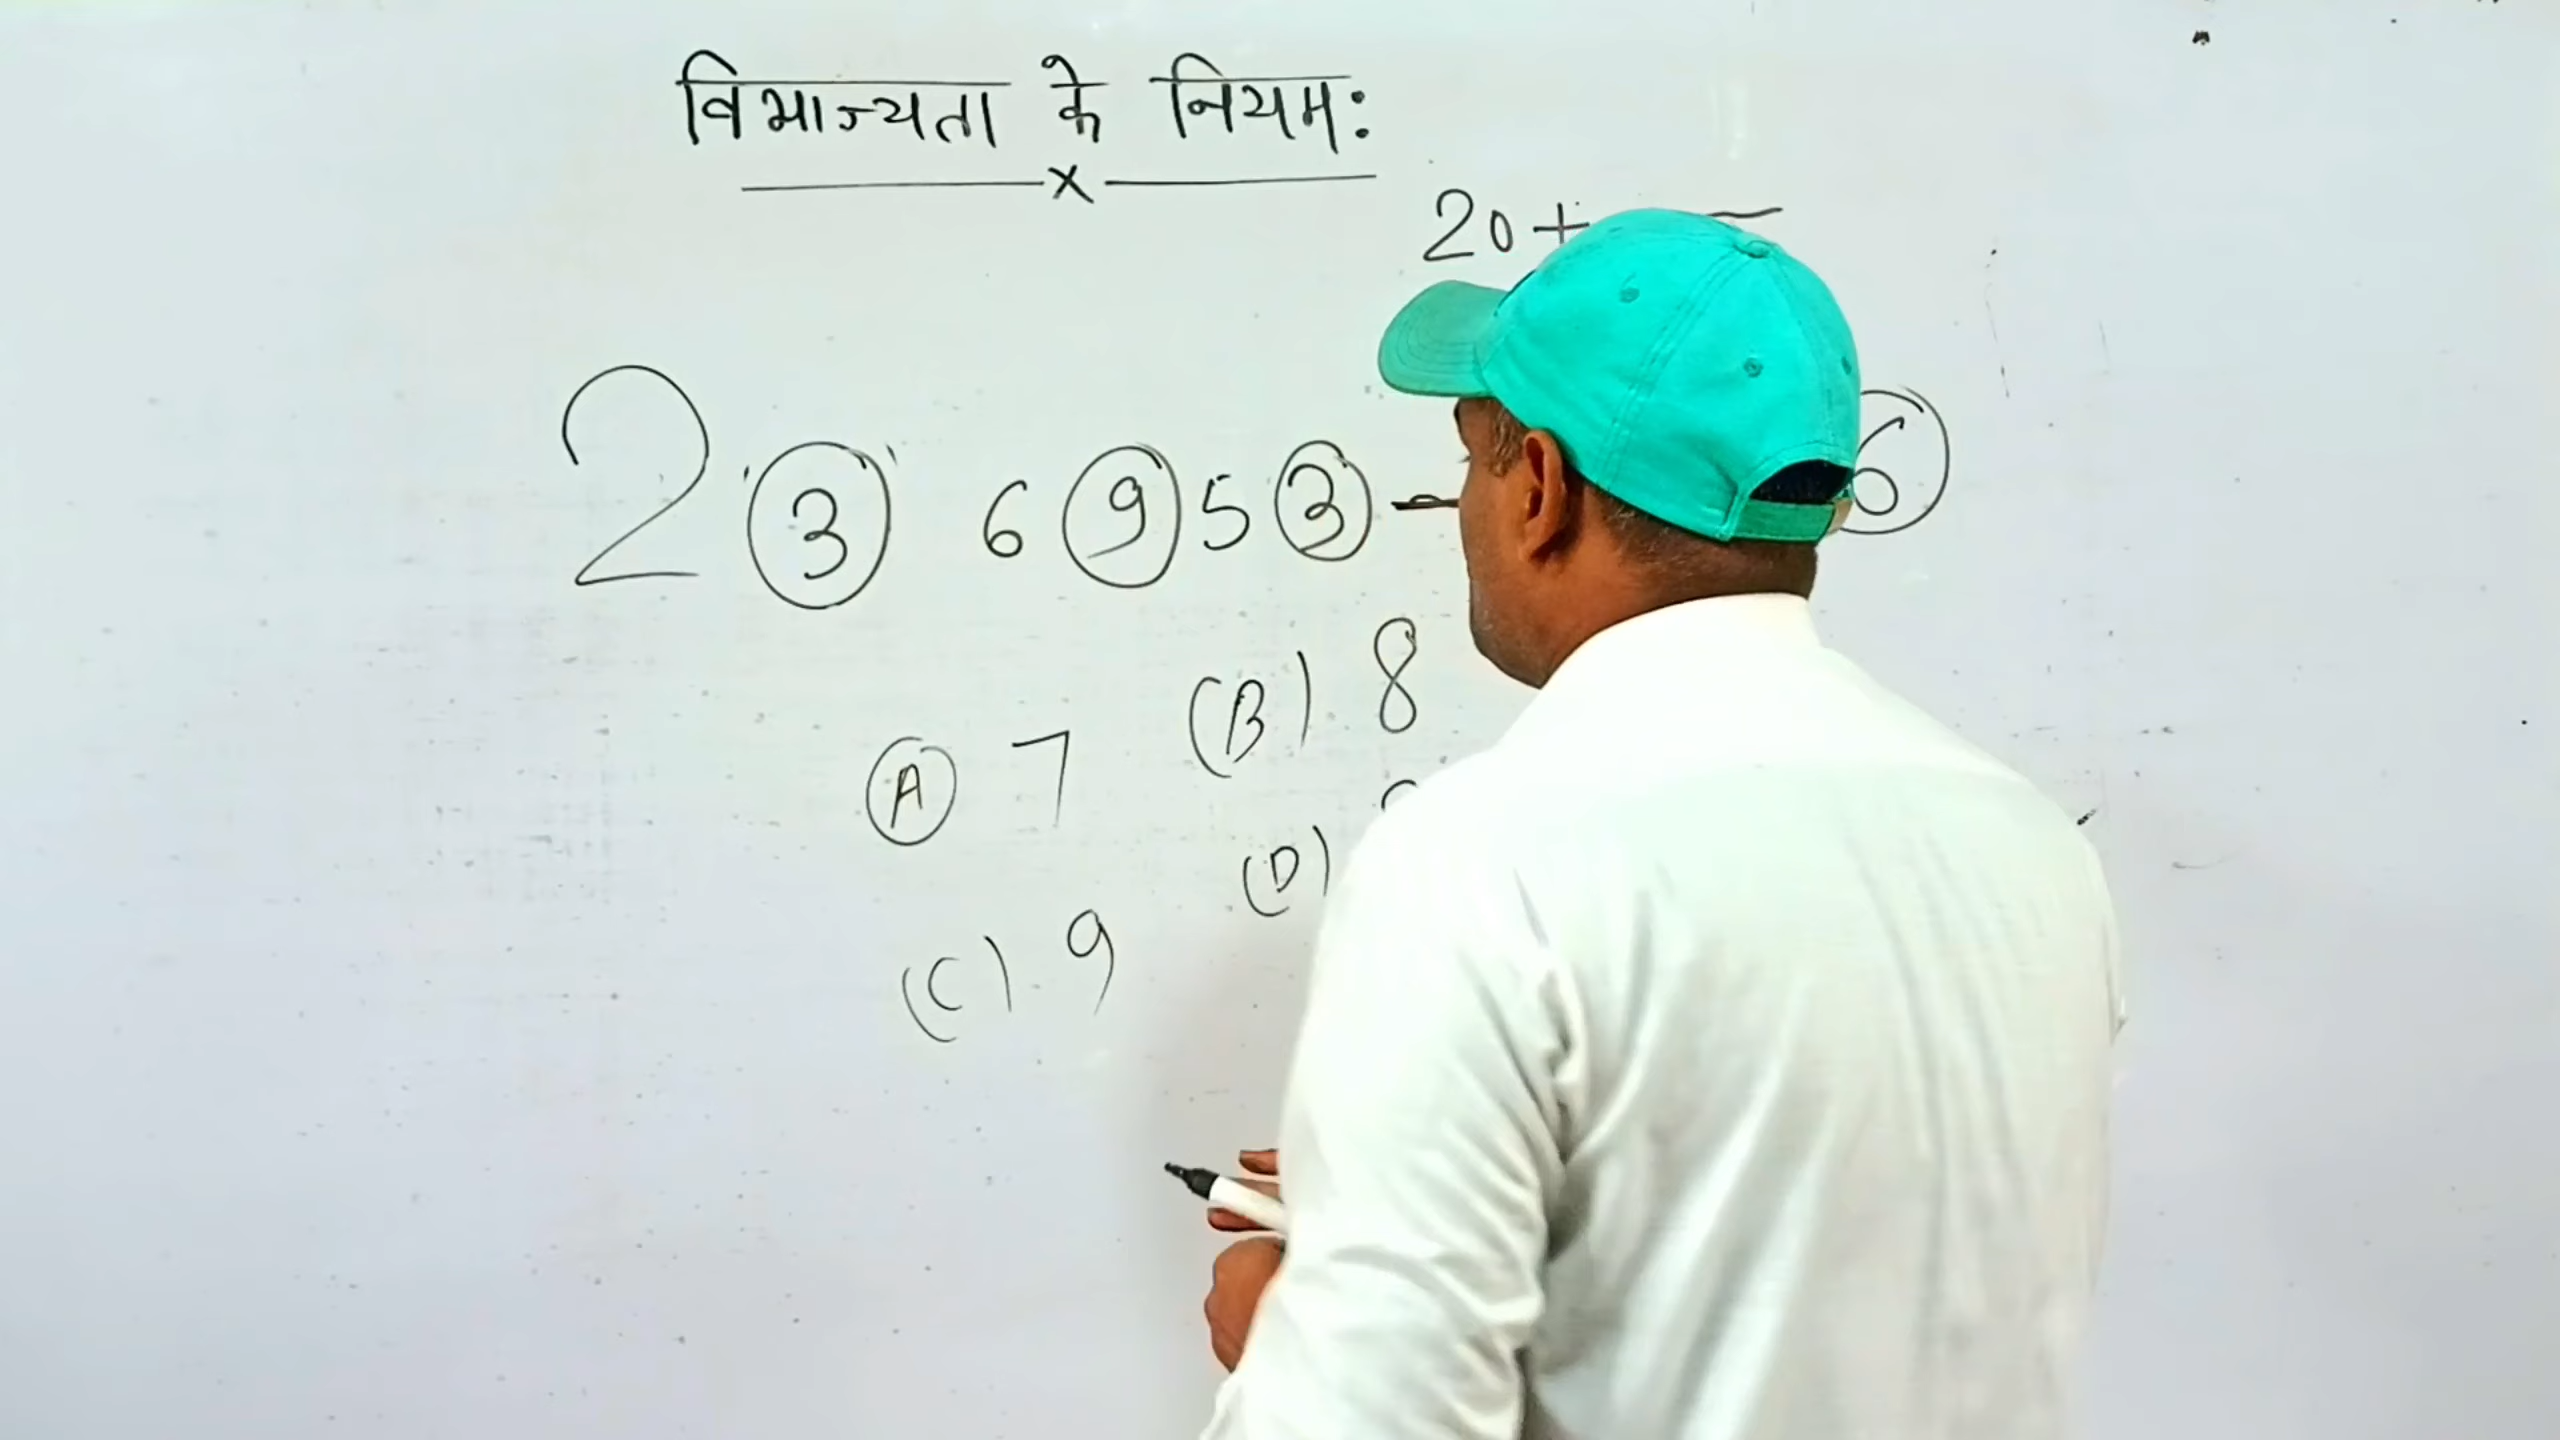 विभाज्यता के नियम:
x
20 +
2 3 6 9 5 3 - 6
A 7 (B) 8
(C). 9 (D)